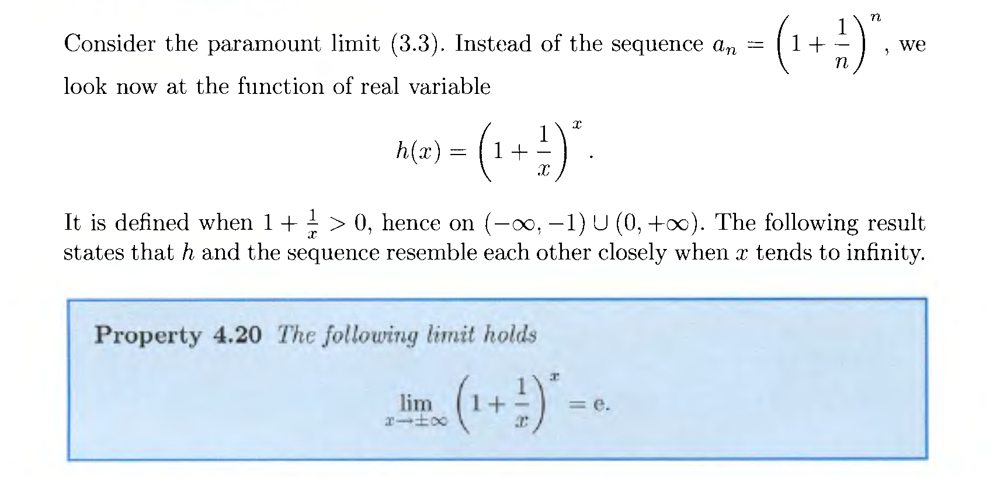 Consider the paramount limit (3.3). Instead of the sequence $a_n = \left(1 + \frac{1}{n}\right)^n$, we
look now at the function of real variable
$h(x) = \left(1 + \frac{1}{x}\right)^x.$
It is defined when $1 + \frac{1}{x} > 0$, hence on $(-\infty, -1) \cup (0, +\infty)$. The following result
states that $h$ and the sequence resemble each other closely when $x$ tends to infinity.
Property 4.20 The following limit holds
$\lim_{x \to \pm\infty} \left(1 + \frac{1}{x}\right)^x = \mathrm{e}.$